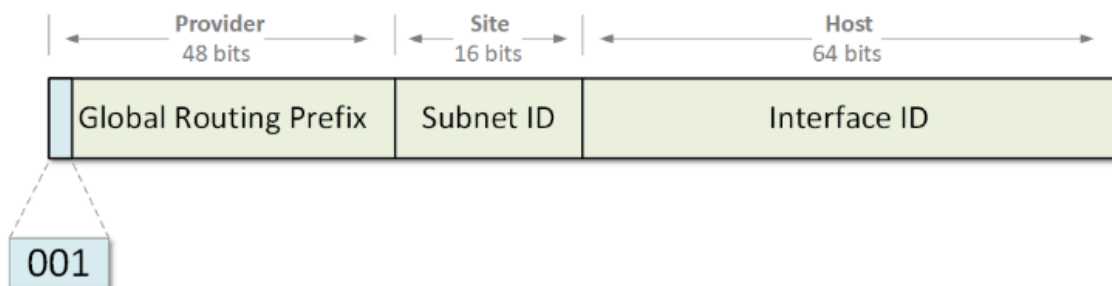 Provider Site Host
48 bits 16 bits 64 bits
Global Routing Prefix Subnet ID Interface ID
001